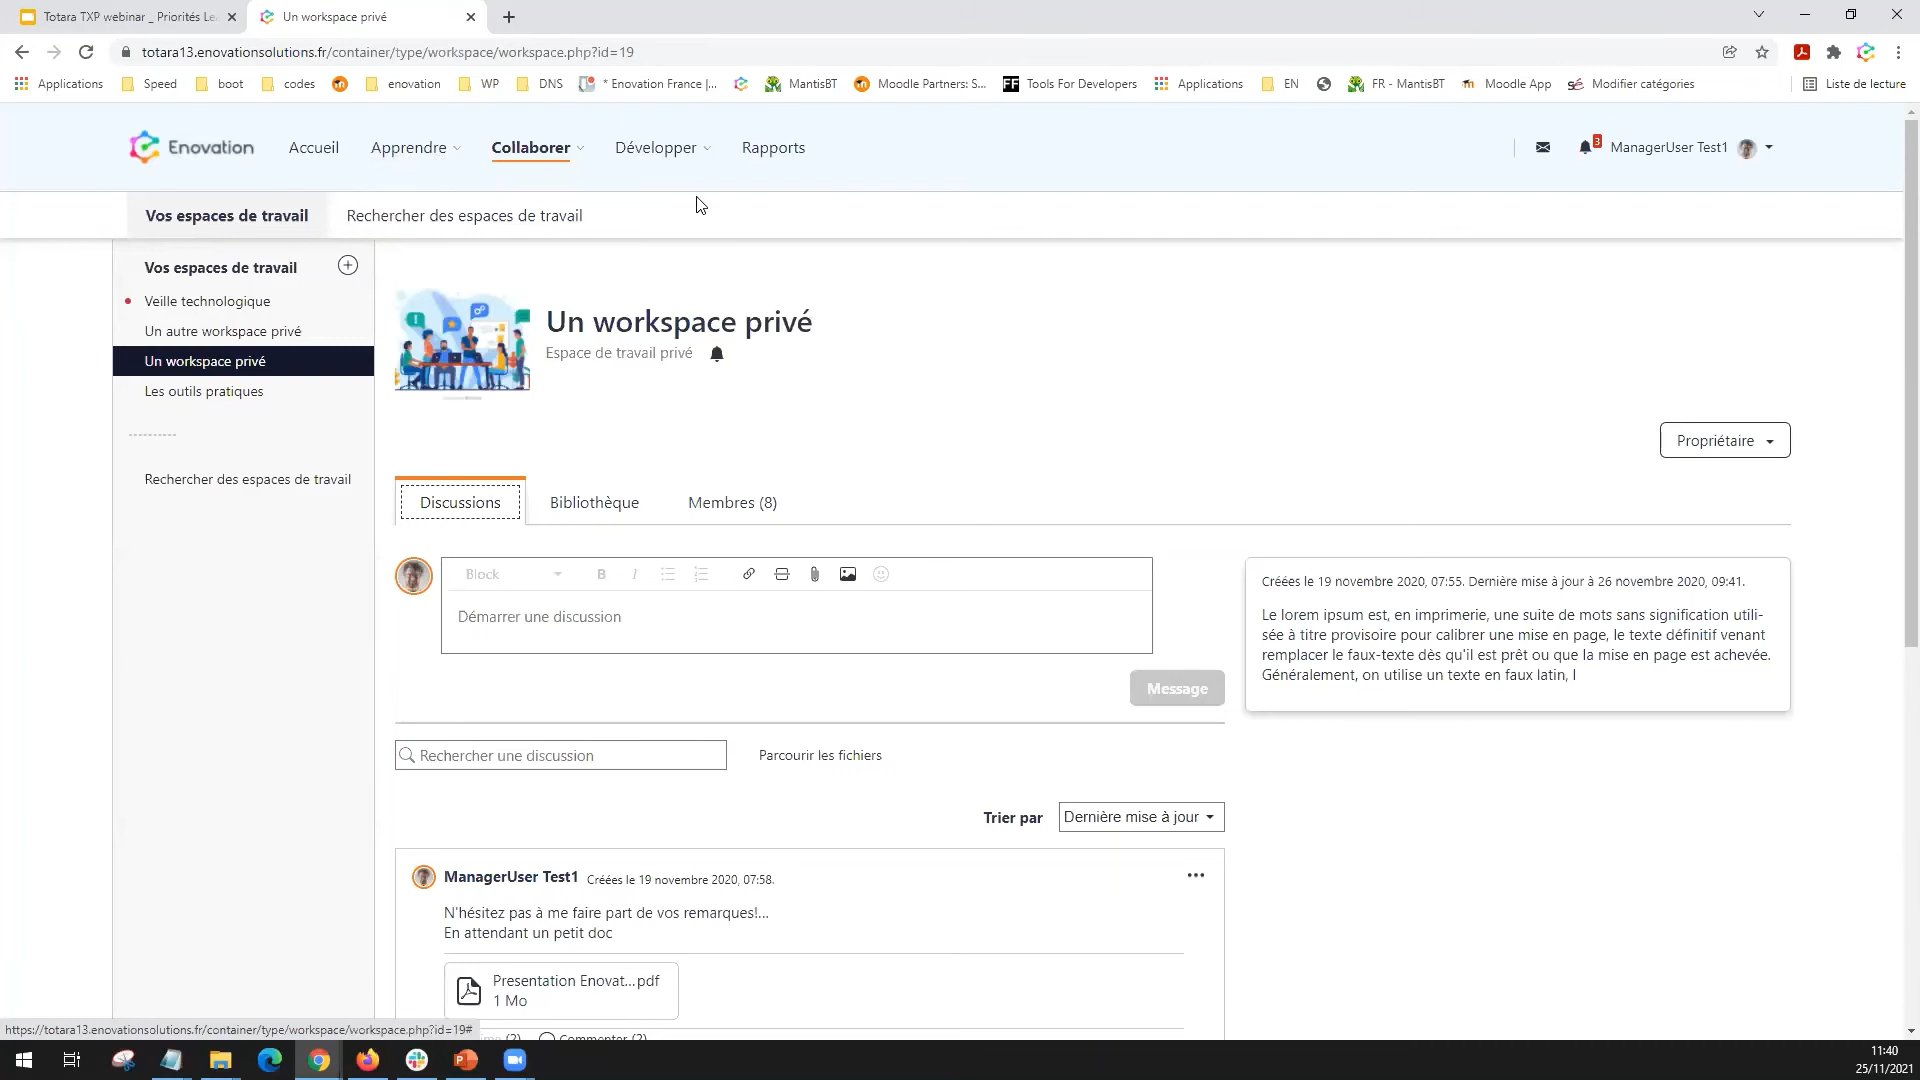 Totara TXP webinar _ Priorités Le
Un workspace privé
totara13.enovationsolutions.fr/container/type/workspace/workspace.php?id=19
Applications Speed boot codes enovation WP DNS * Enovation France |... MantisBT Moodle Partners: S... Tools For Developers Applications EN FR - MantisBT Moodle App Modifier catégories Liste de lecture
Enovation Accueil Apprendre Collaborer Développer Rapports 3 ManagerUser Test1
Vos espaces de travail Rechercher des espaces de travail
Vos espaces de travail
Veille technologique
Un autre workspace privé
Un workspace privé
Les outils pratiques
----------
Rechercher des espaces de travail
Un workspace privé
Espace de travail privé
Propriétaire
Discussions Bibliothèque Membres (8)
Block B I
Démarrer une discussion
Message
Créées le 19 novembre 2020, 07:55. Dernière mise à jour à 26 novembre 2020, 09:41.
Le lorem ipsum est, en imprimerie, une suite de mots sans signification utili-
sée à titre provisoire pour calibrer une mise en page, le texte définitif venant
remplacer le faux-texte dès qu'il est prêt ou que la mise en page est achevée.
Généralement, on utilise un texte en faux latin, l
Rechercher une discussion Parcourir les fichiers
Trier par Dernière mise à jour
ManagerUser Test1 Créées le 19 novembre 2020, 07:58.
N'hésitez pas à me faire part de vos remarques!...
En attendant un petit doc
Presentation Enovat...pdf
1 Mo
(2) Commenter (2)
https://totara13.enovationsolutions.fr/container/type/workspace/workspace.php?id=19#
11:40
25/11/2021